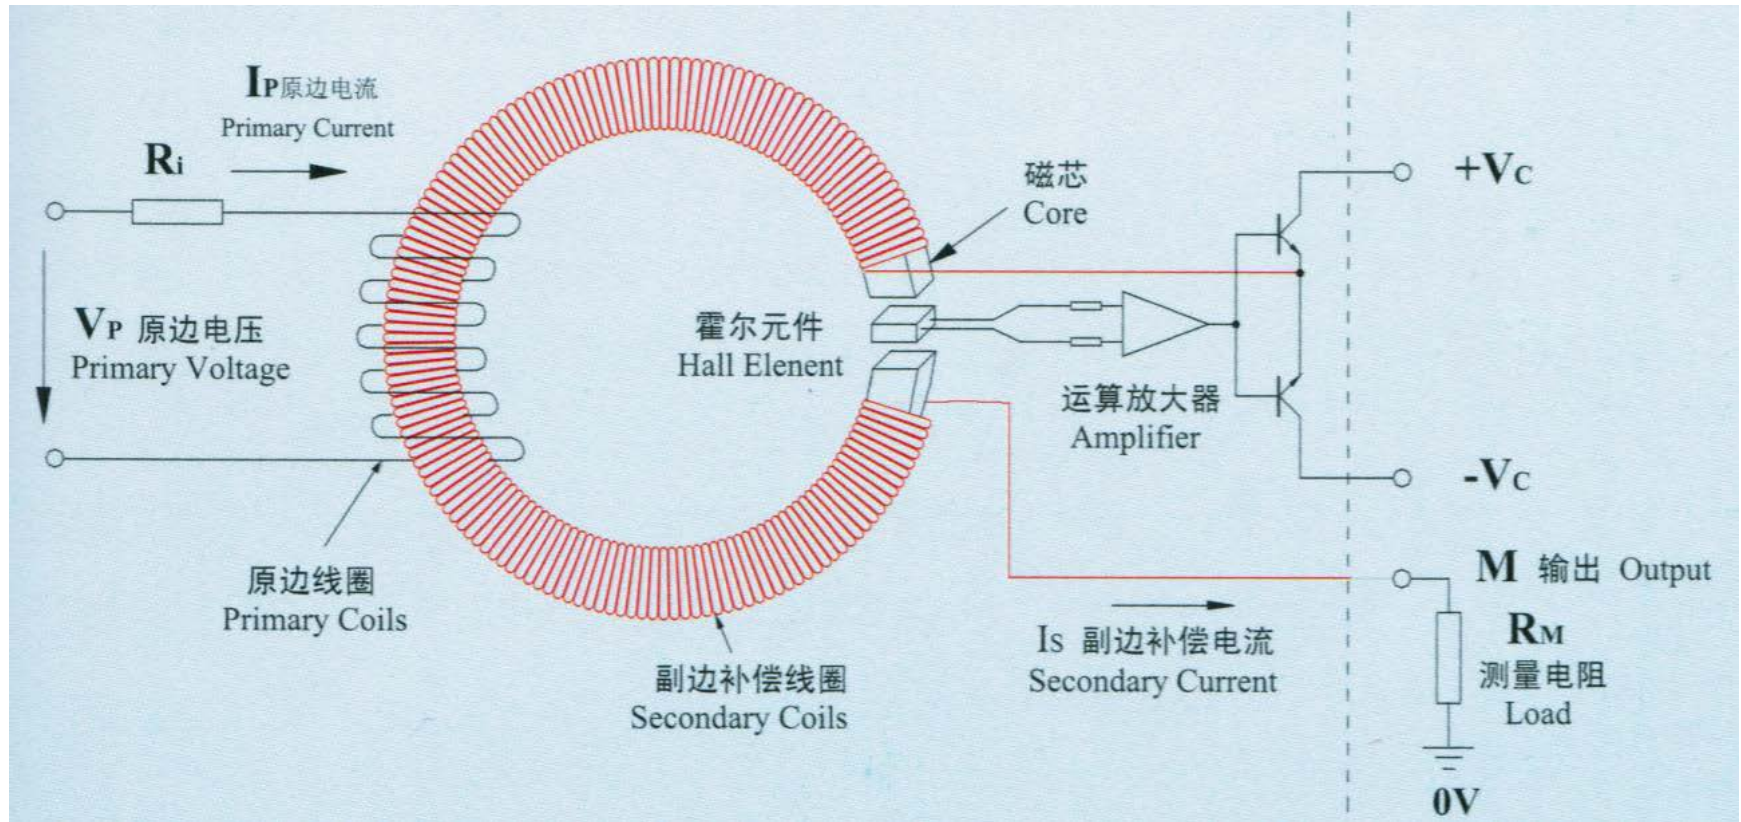 IP原边电流
Primary Current
Ri
VP 原边电压
Primary Voltage
原边线圈
Primary Coils
副边补偿线圈
Secondary Coils
磁芯
Core
霍尔元件
Hall Elenent
运算放大器
Amplifier
+VC
-VC
M 输出 Output
IS 副边补偿电流
Secondary Current
RM
测量电阻
Load
0V